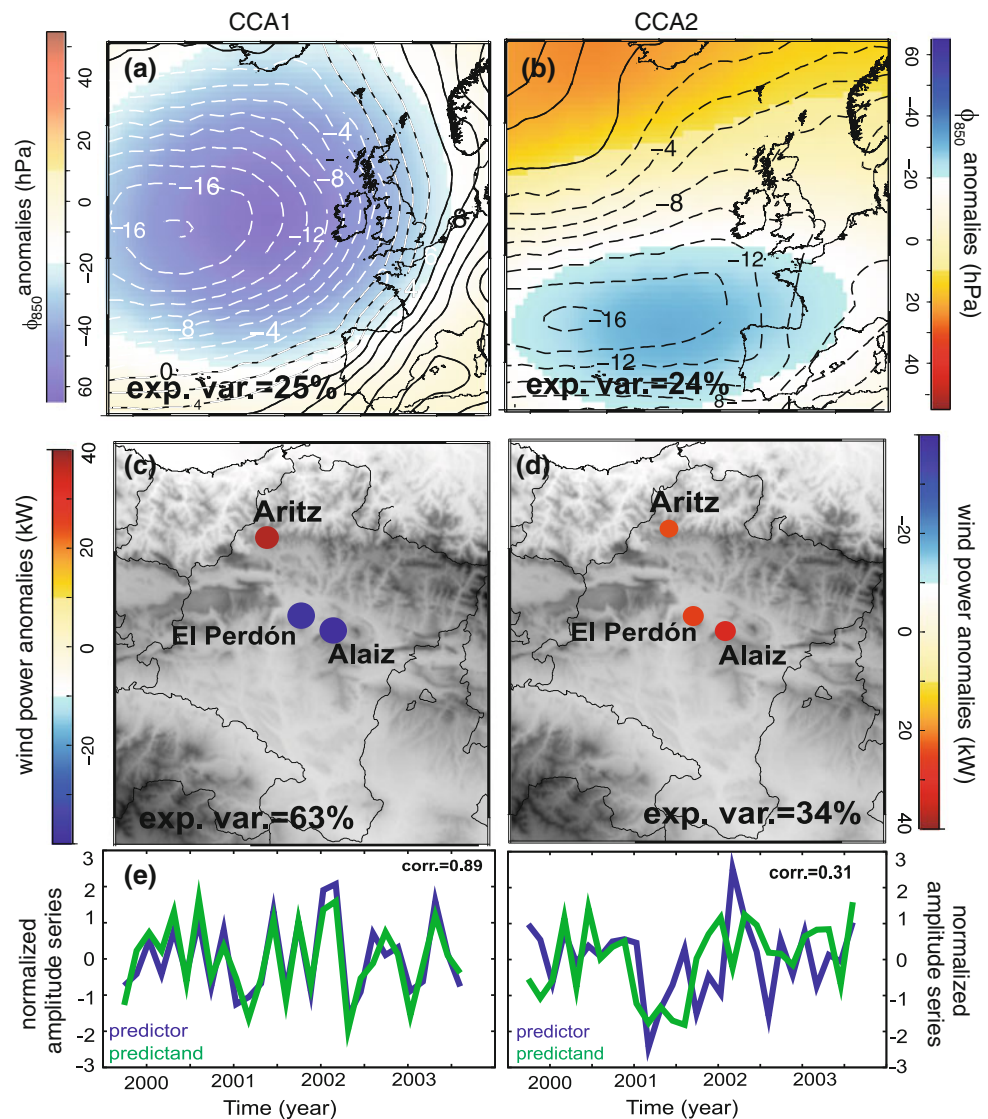 CCA1
CCA2
(a)
(b)
40
20
0
-20
-40
60
ϕ850 anomalies (hPa)
60
-40
-20
0
20
40
ϕ850 anomalies (hPa)
-4
-8
-16
-16
-12
-8
-4
0
4
8
exp. var.=25%
-4
-8
-12
-16
-12
8
exp. var.=24%
(c)
(d)
40
20
0
-20
wind power anomalies (kW)
-20
0
20
40
wind power anomalies (kW)
Aritz
El Perdón
Alaiz
exp. var.=63%
Aritz
El Perdón
Alaiz
exp. var.=34%
(e)
corr.=0.89
corr.=0.31
3
2
1
0
-1
-2
-3
normalized
amplitude series
predictor
predictand
2000
2001
2002
2003
Time (year)
predictor
predictand
2000
2001
2002
2003
Time (year)
3
2
1
0
-1
-2
-3
normalized
amplitude series